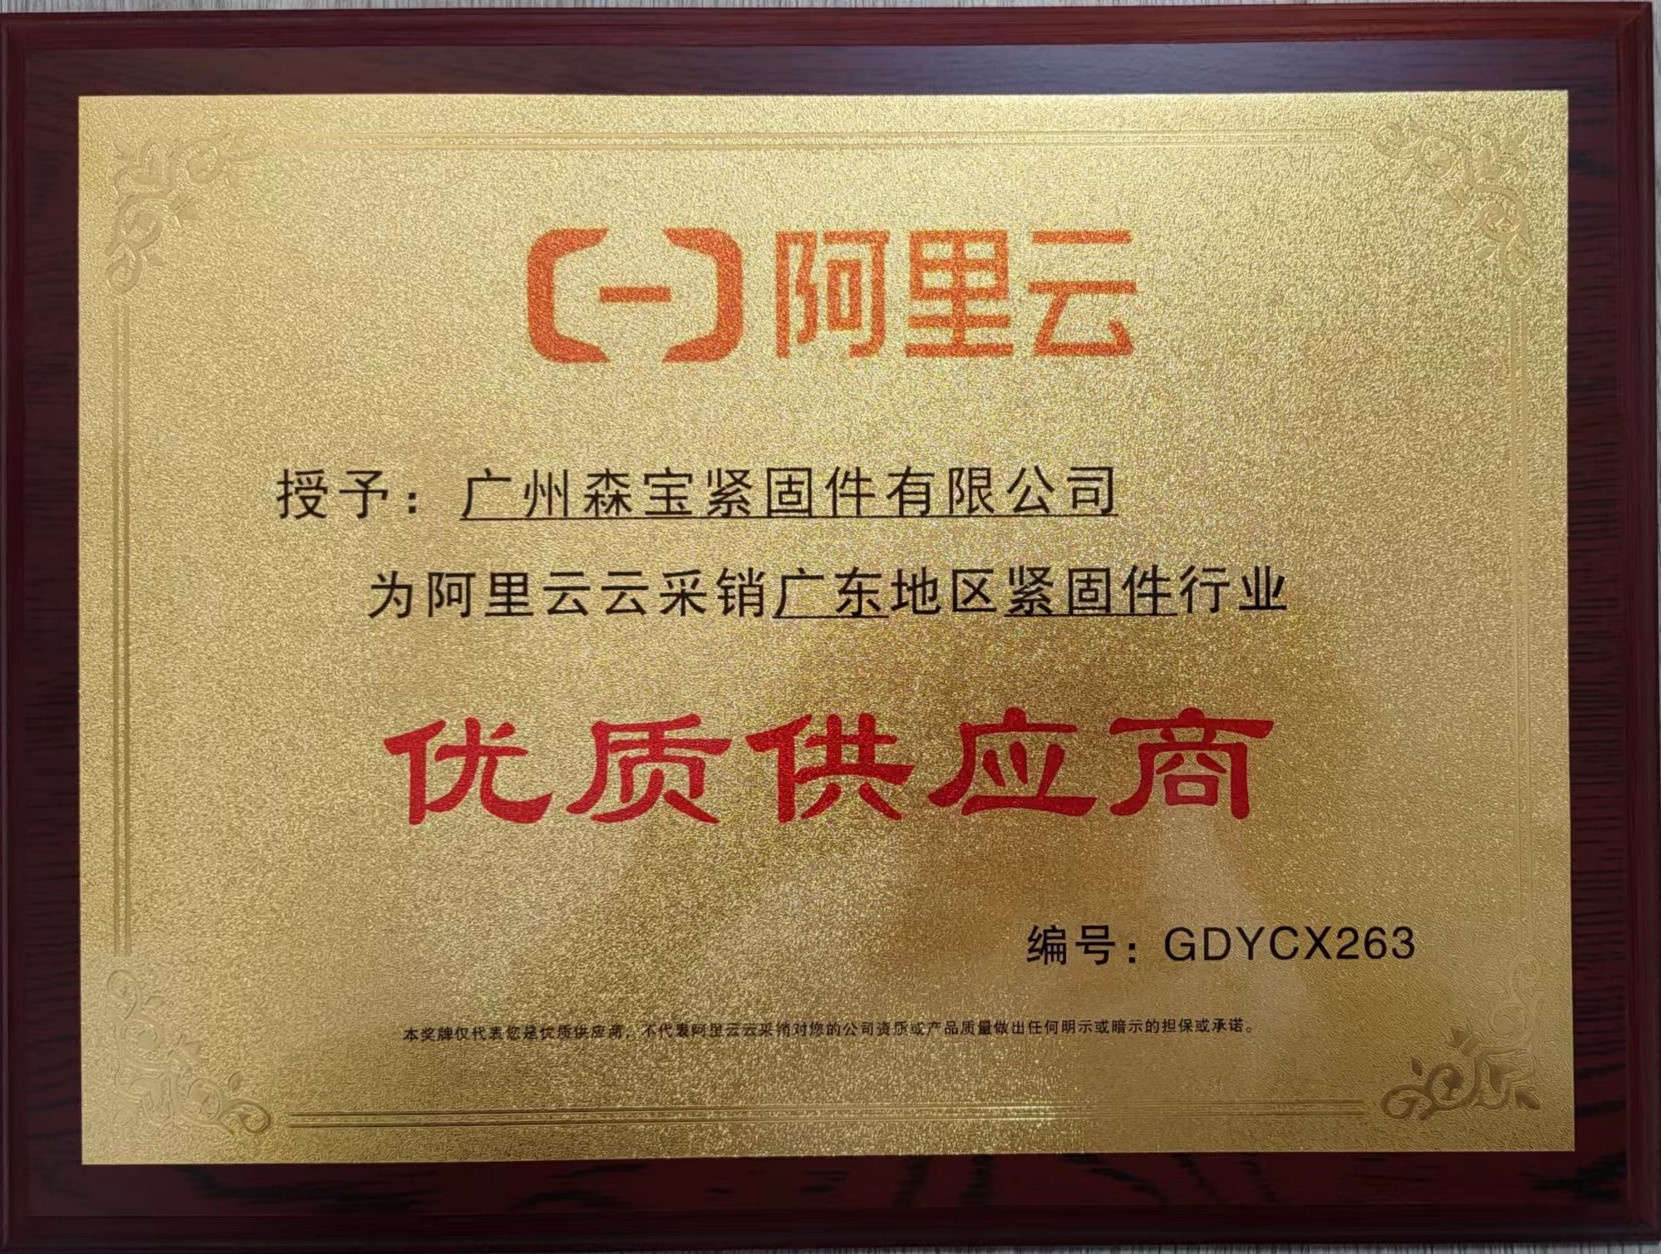 阿里云
授予：广州森宝紧固件有限公司
为阿里云云采销广东地区紧固件行业
优质供应商
编号：GDYCX263
本奖牌仅代表您是优质供应商，不代表阿里云云采销对您的公司资质或产品质量做出任何明示或暗示的担保或承诺。